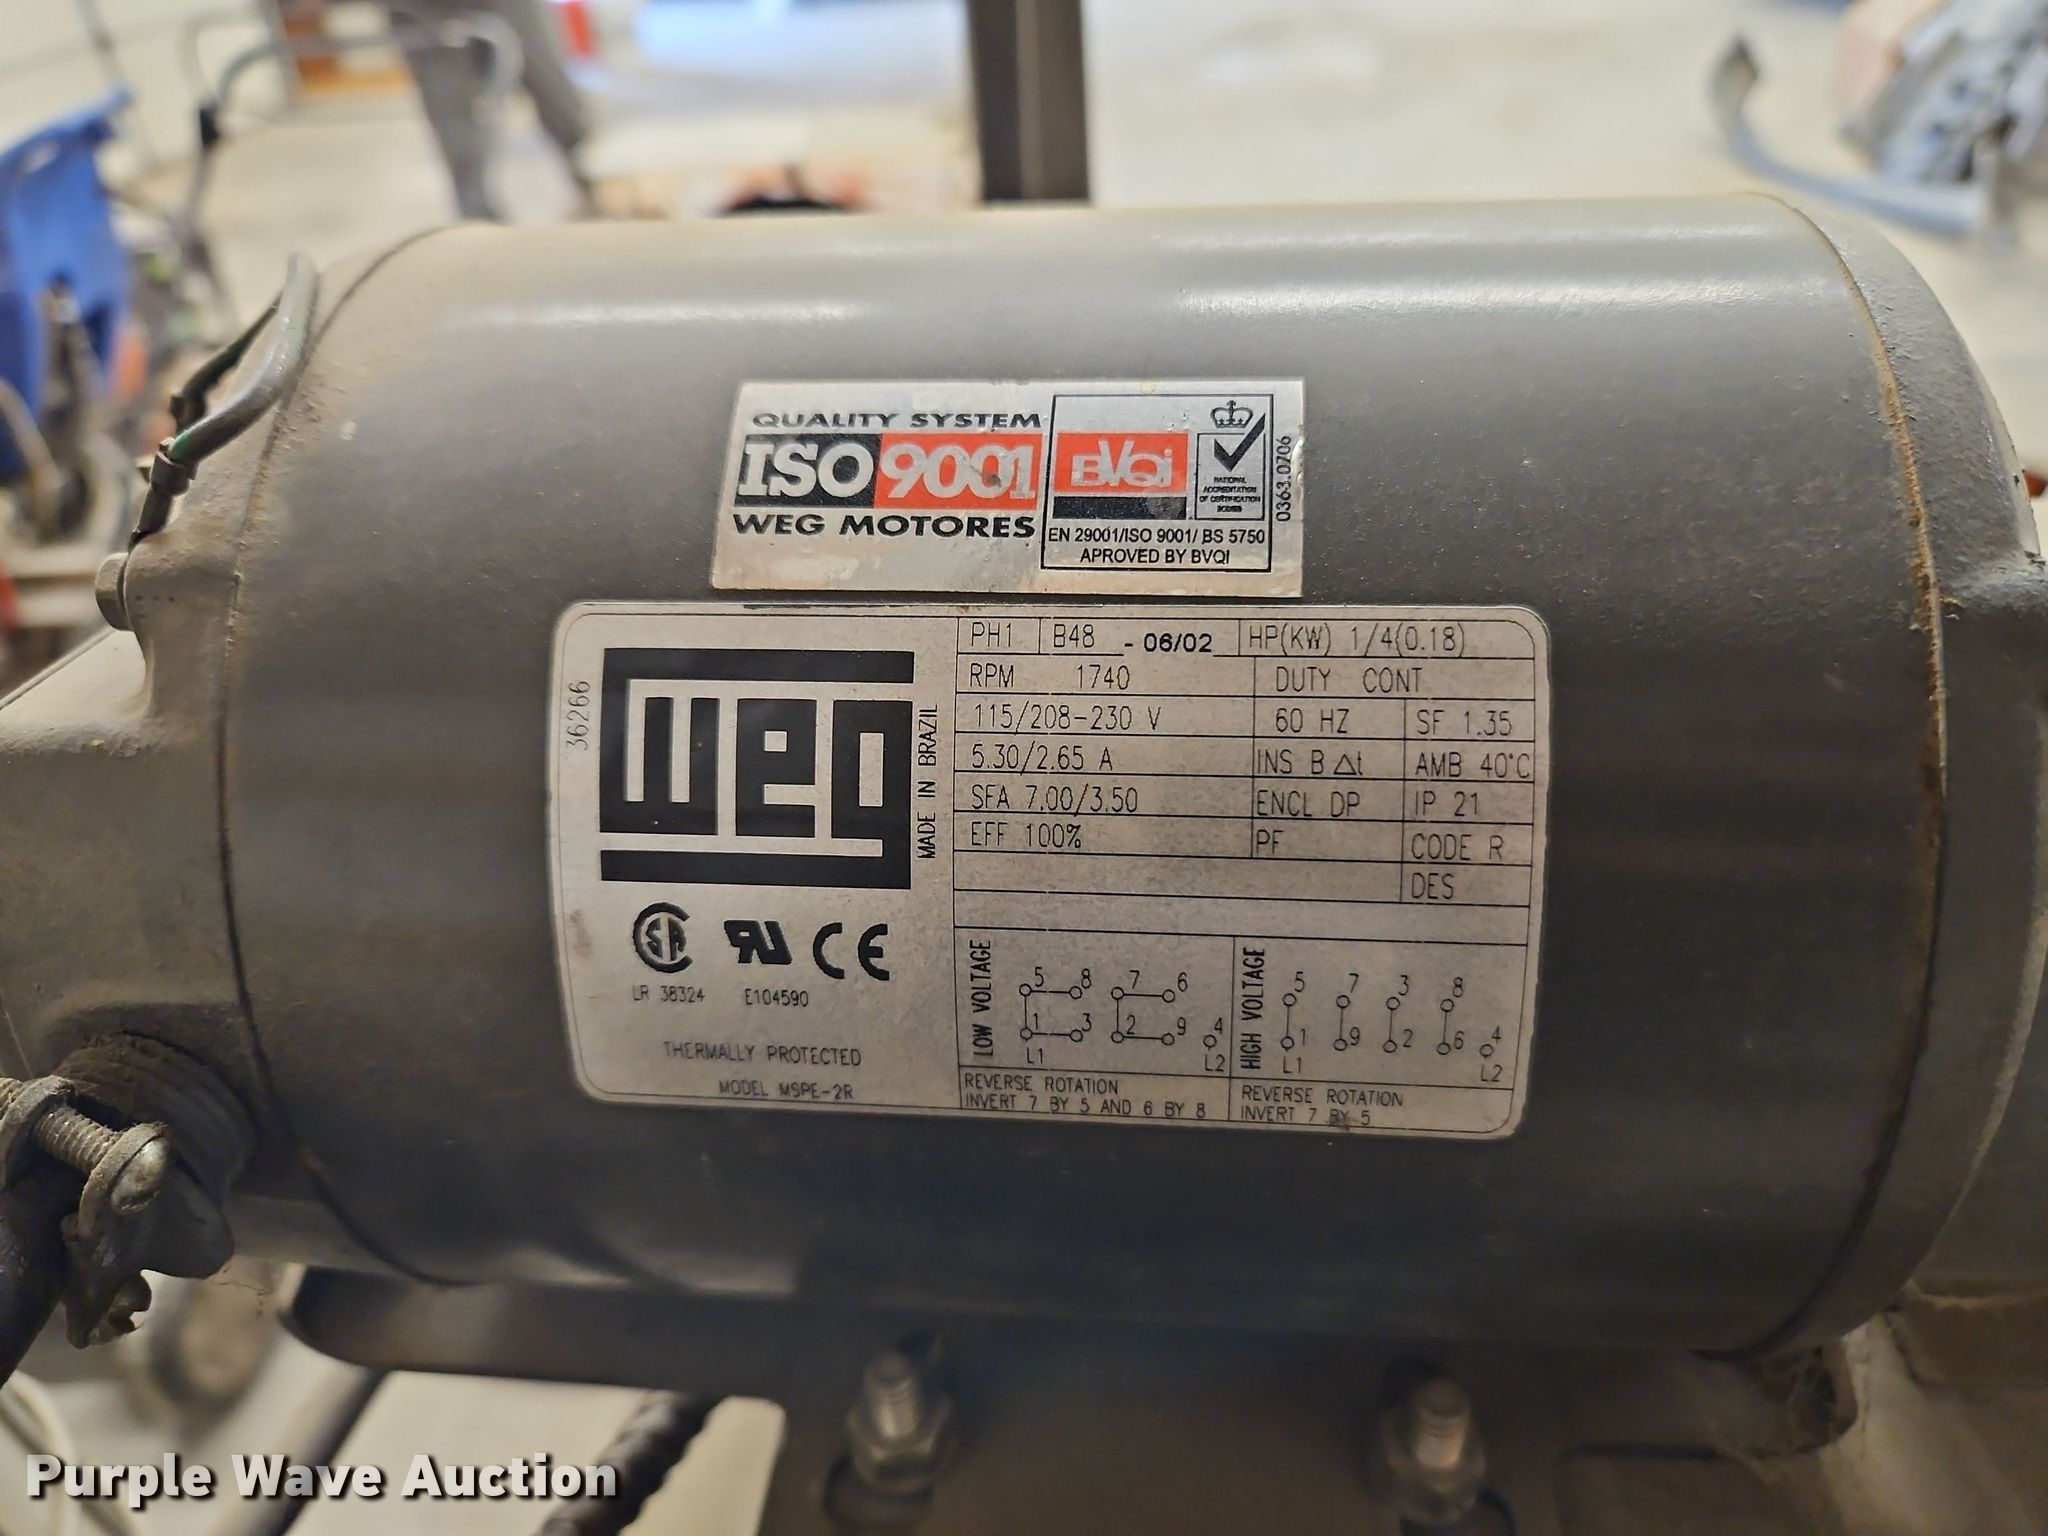 QUALITY SYSTEM
ISO 9001
WEG MOTORES
BVQi
NATIONAL
ACCREDITATION
OF CERTIFICATION
BODIES
EN 29001/ISO 9001/ BS 5750
APROVED BY BVQI
0363.0706
36266
weg
MADE IN BRAZIL
LR 38324 E104590
THERMALLY PROTECTED
MODEL MSPE-2R
PH1 B48 - 06/02 HP(KW) 1/4(0.18)
RPM 1740 DUTY CONT
115/208-230 V 60 HZ SF 1.35
5.30/2.65 A INS B Δt AMB 40°C
SFA 7.00/3.50 ENCL DP IP 21
EFF 100% PF CODE R
DES
LOW VOLTAGE
5 8 7 6
1 3 2 9 4
L1 L2
REVERSE ROTATION
INVERT 7 BY 5 AND 6 BY 8
HIGH VOLTAGE
5 7 3 8
1 9 2 6 4
L1 L2
REVERSE ROTATION
INVERT 7 BY 5
Purple Wave Auction